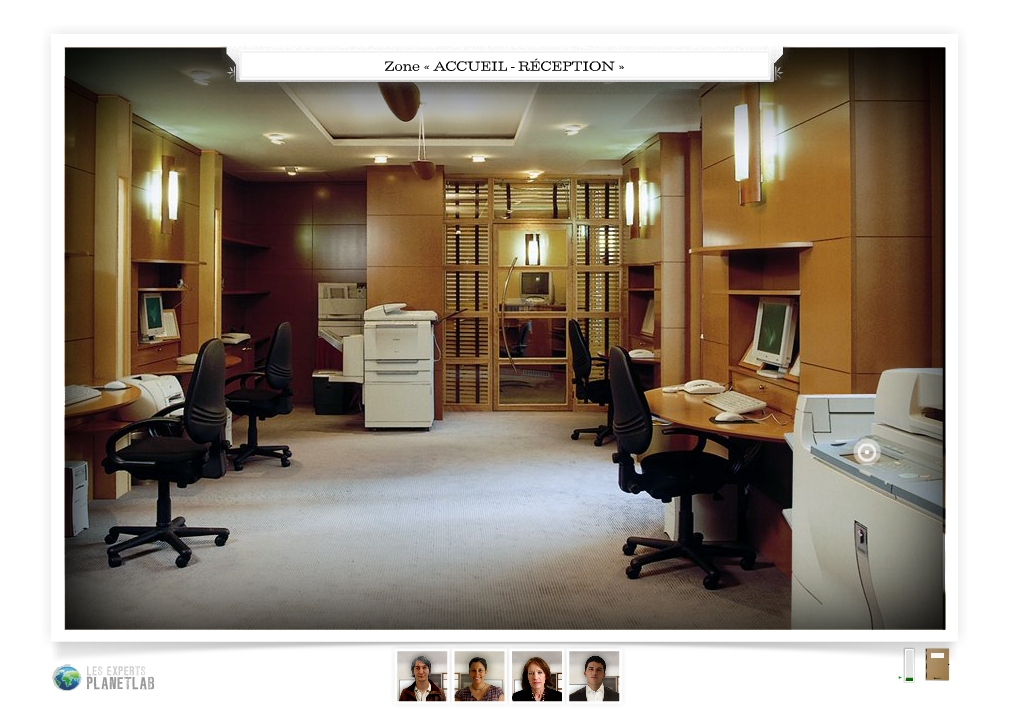 Zone « ACCUEIL - RÉCEPTION »
LES EXPERTS
PLANETLAB